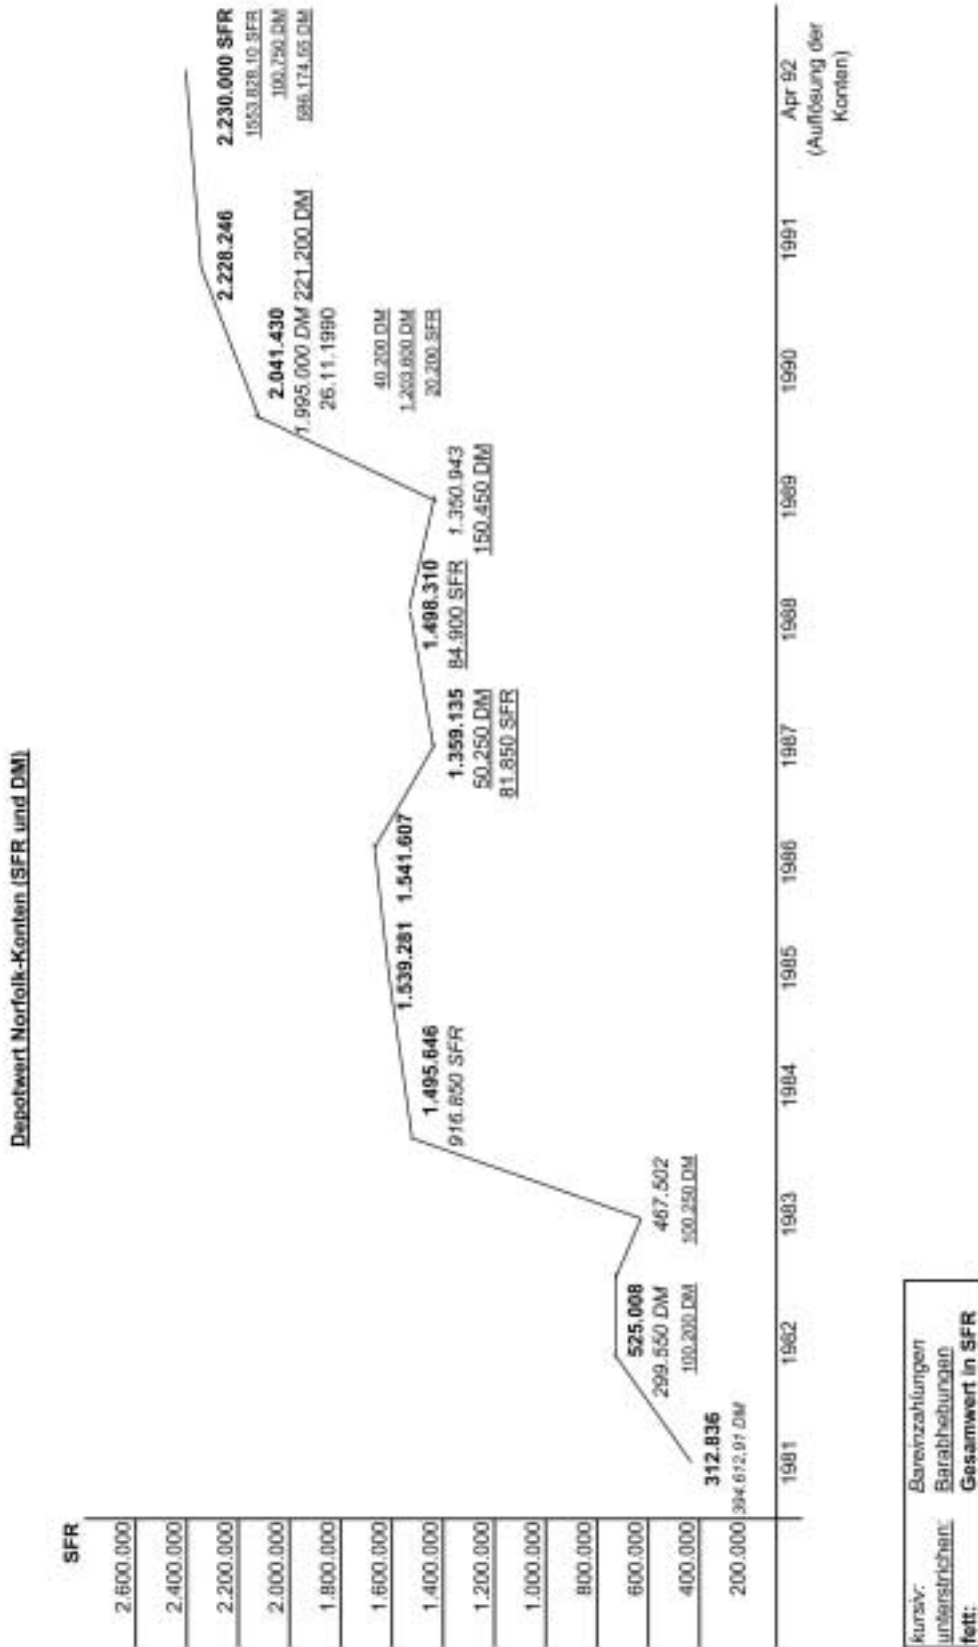 Depotwert Norfolk-Konten (SFR und DM)
SFR
2.600.000
2.400.000
2.200.000
2.000.000
1.800.000
1.600.000
1.400.000
1.200.000
1.000.000
800.000
600.000
400.000
200.000
312.836
394.612,91 DM
525.008
299.550 DM
100.200 DM
467.502
100.250 DM
1.495.646
916.850 SFR
1.539.281
1.541.607
1.359.135
50.250 DM
81.850 SFR
1.498.310
84.900 SFR
1.350.943
150.450 DM
2.041.430
1.995.000 DM 221.200 DM
26.11.1990
40.200 DM
1.203.600 DM
20.200 SFR
2.228.246
2.230.000 SFR
1553.828,10 SFR
100.750 DM
586.174,55 DM
1981
1982
1983
1984
1985
1986
1987
1988
1989
1990
1991
Apr 92
(Auflösung der
Konten)
kursiv: Bareinzahlungen
unterstrichen: Barabhebungen
fett: Gesamwert in SFR